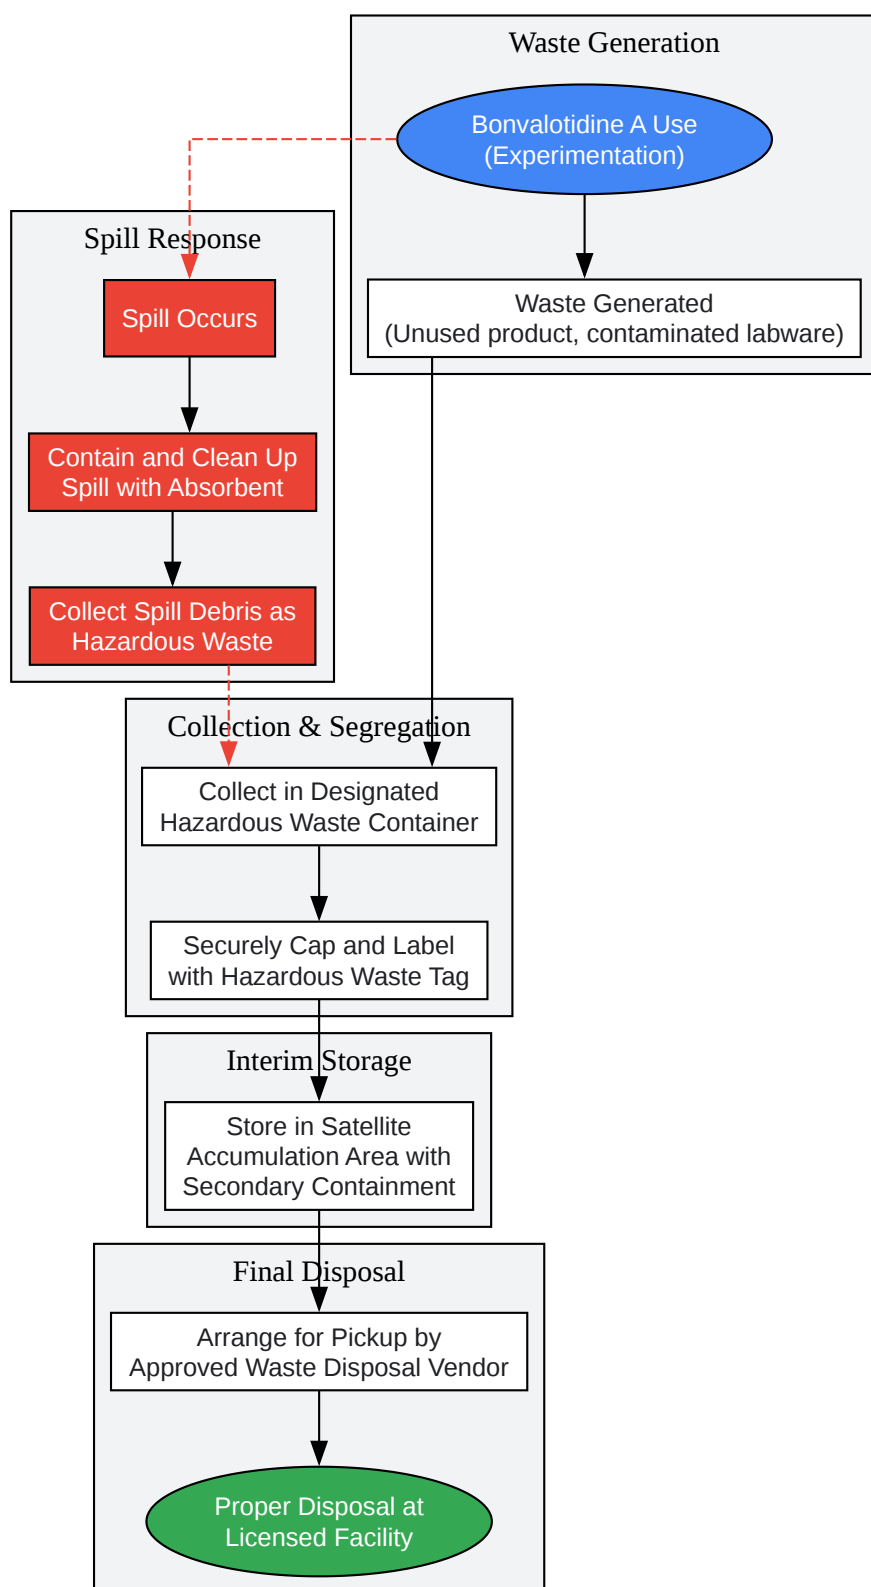 Waste Generation
Bonvalotidine A Use
(Experimentation)
Waste Generated
(Unused product, contaminated labware)
Spill Response
Spill Occurs
Contain and Clean Up
Spill with Absorbent
Collect Spill Debris as
Hazardous Waste
Collection & Segregation
Collect in Designated
Hazardous Waste Container
Securely Cap and Label
with Hazardous Waste Tag
Interim Storage
Store in Satellite
Accumulation Area with
Secondary Containment
Final Disposal
Arrange for Pickup by
Approved Waste Disposal Vendor
Proper Disposal at
Licensed Facility